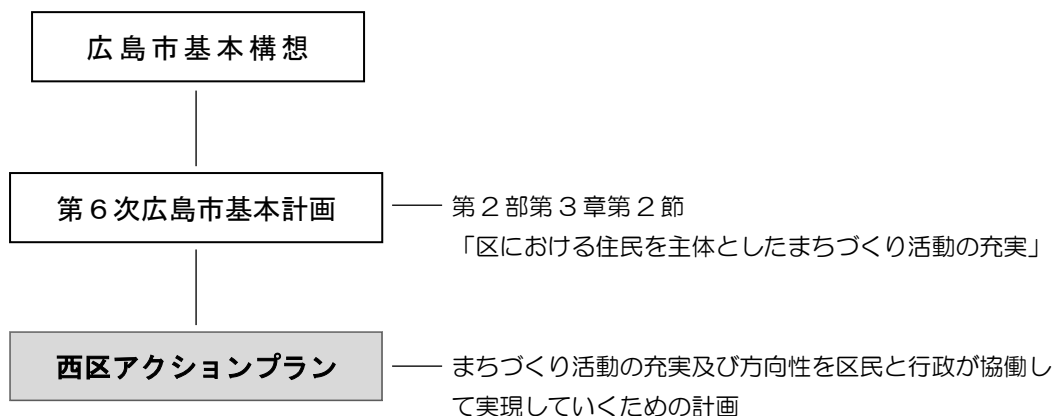 広島市基本構想
第６次広島市基本計画
第２部第３章第２節
「区における住民を主体としたまちづくり活動の充実」
西区アクションプラン
まちづくり活動の充実及び方向性を区民と行政が協働し
て実現していくための計画